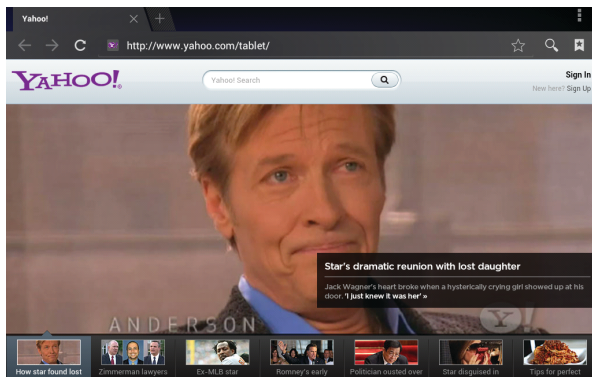 Yahoo!
http://www.yahoo.com/tablet/
YAHOO!
Yahoo! Search
Sign In
New here? Sign Up
Star's dramatic reunion with lost daughter
Jack Wagner's heart broke when a hysterically crying girl showed up at his
door. 'I just knew it was her' »
ANDERSON
Y!
How star found lost
Zimmerman lawyers
Ex-MLB star
Romney's early
Politician ousted over
Star disguised in
Tips for perfect